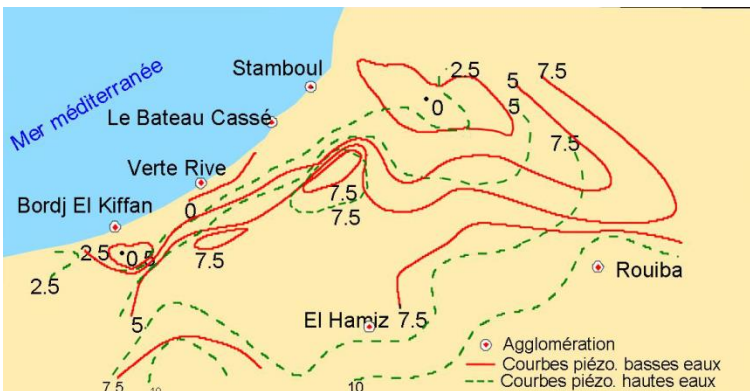 Mer méditerranée
Stamboul
2.5
5
7.5
0
5
Le Bateau Cassé
7.5
Verte Rive
7.5
0
7.5
Bordj El Kiffan
2.5
0.5
7.5
2.5
Rouiba
5
El Hamiz
7.5
Agglomération
Courbes piézo. basses eaux
Courbes piézo. hautes eaux
7.5
10
10